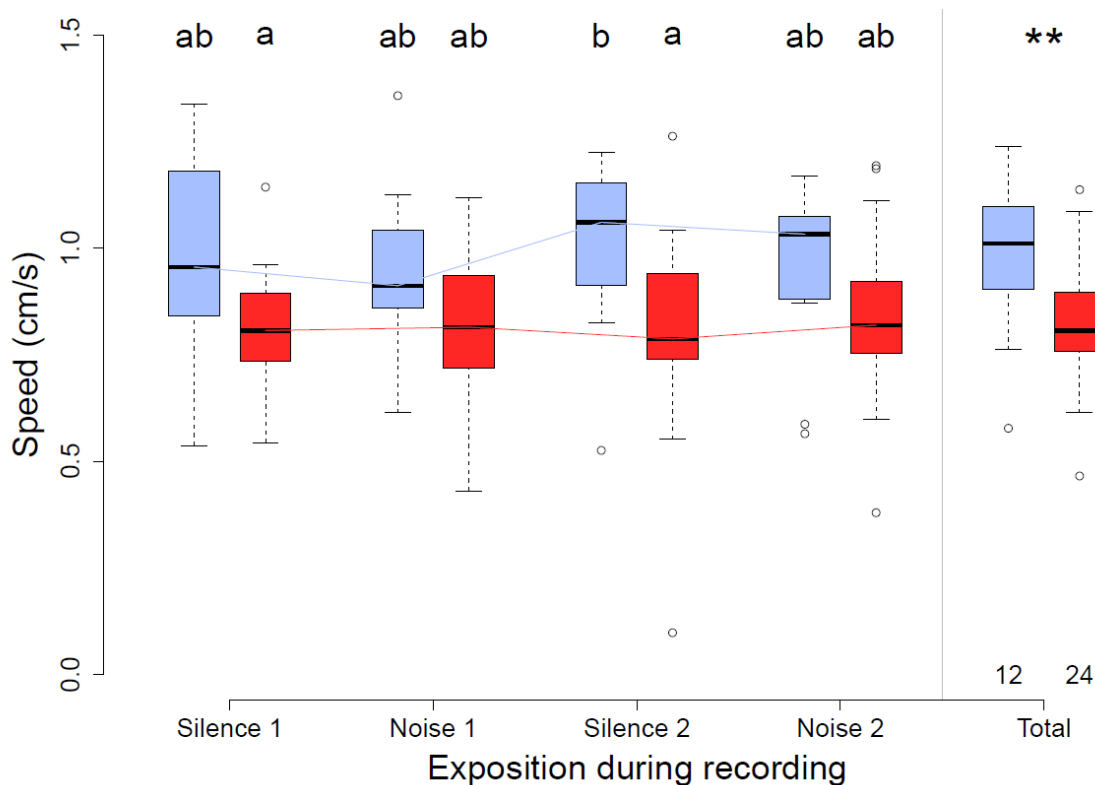 ab a ab ab b a ab ab **
1.5
1.0
0.5
0.0
Speed (cm/s)
12 24
Silence 1 Noise 1 Silence 2 Noise 2 Total
Exposition during recording